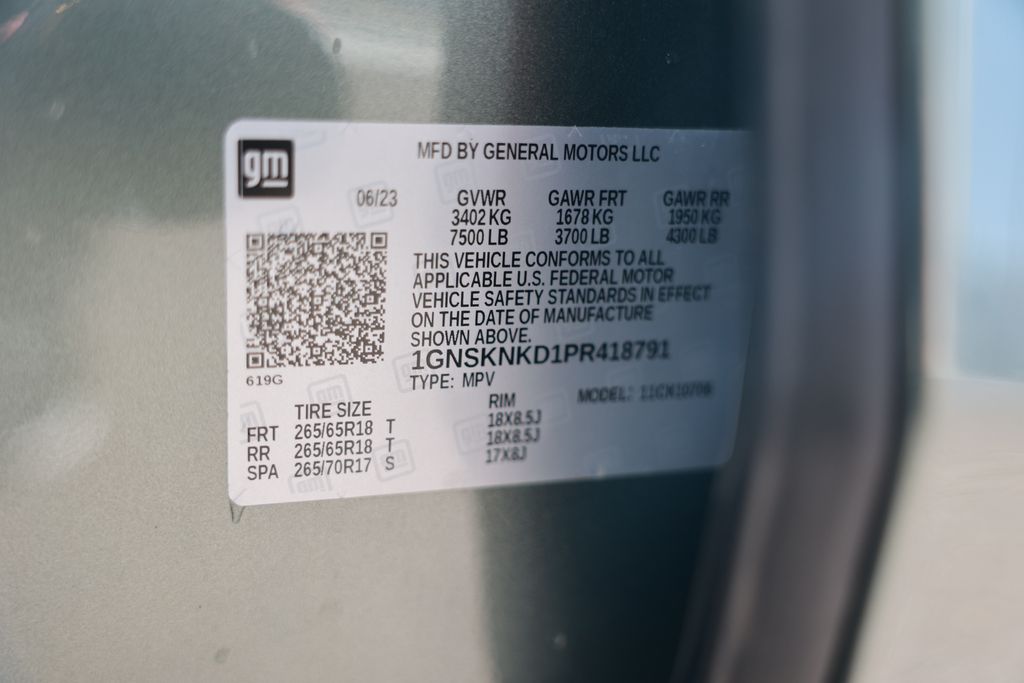 gm
MFD BY GENERAL MOTORS LLC
06/23 GVWR GAWR FRT GAWR RR
3402 KG 1678 KG 1950 KG
7500 LB 3700 LB 4300 LB
THIS VEHICLE CONFORMS TO ALL
APPLICABLE U.S. FEDERAL MOTOR
VEHICLE SAFETY STANDARDS IN EFFECT
ON THE DATE OF MANUFACTURE
SHOWN ABOVE.
1GNSKNKD1PR418791
619G
TYPE: MPV
MODEL:
TIRE SIZE RIM
FRT 265/65R18 T 18X8.5J
RR 265/65R18 T 18X8.5J
SPA 265/70R17 S 17X8J